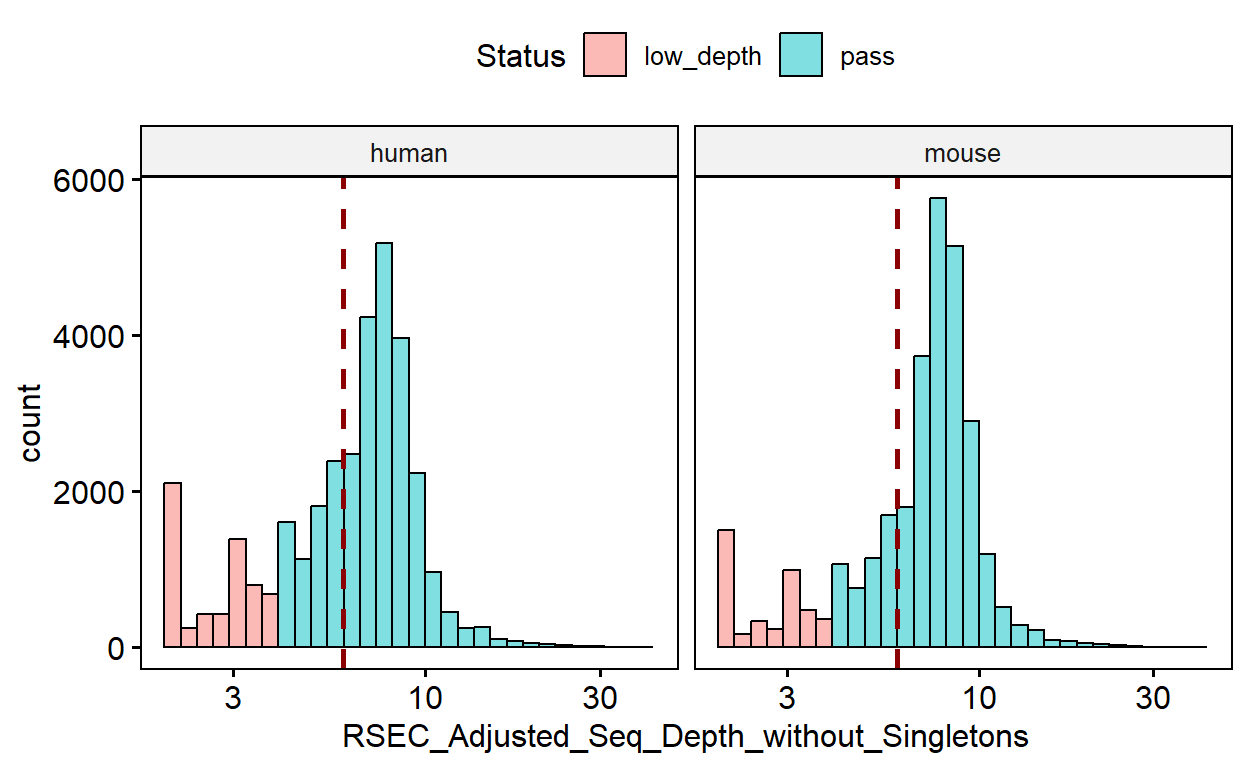 Status low_depth pass
human mouse
6000
4000
2000
0
count
3 10 30 3 10 30
RSEC_Adjusted_Seq_Depth_without_Singletons